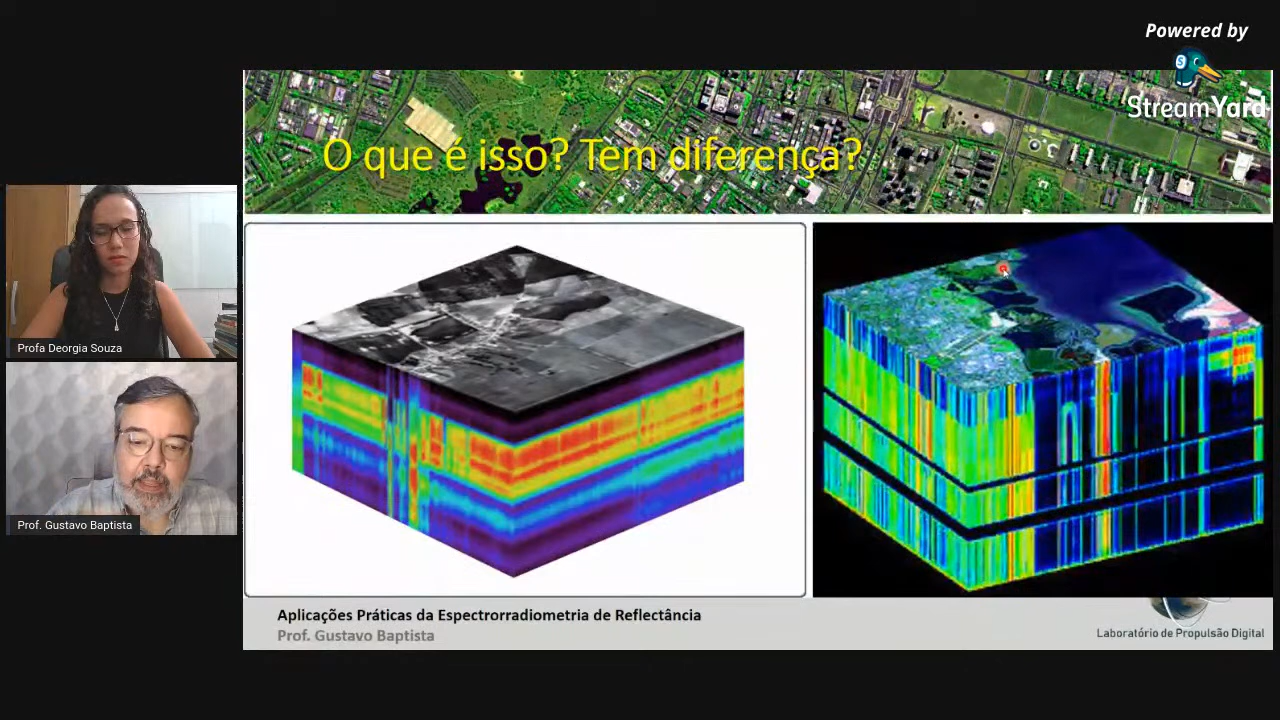 Powered by
StreamYard
O que é isso? Tem diferença?
Profa Deorgia Souza
Prof. Gustavo Baptista
Aplicações Práticas da Espectrorradiometria de Reflectância
Prof. Gustavo Baptista
Laboratório de Propulsão Digital